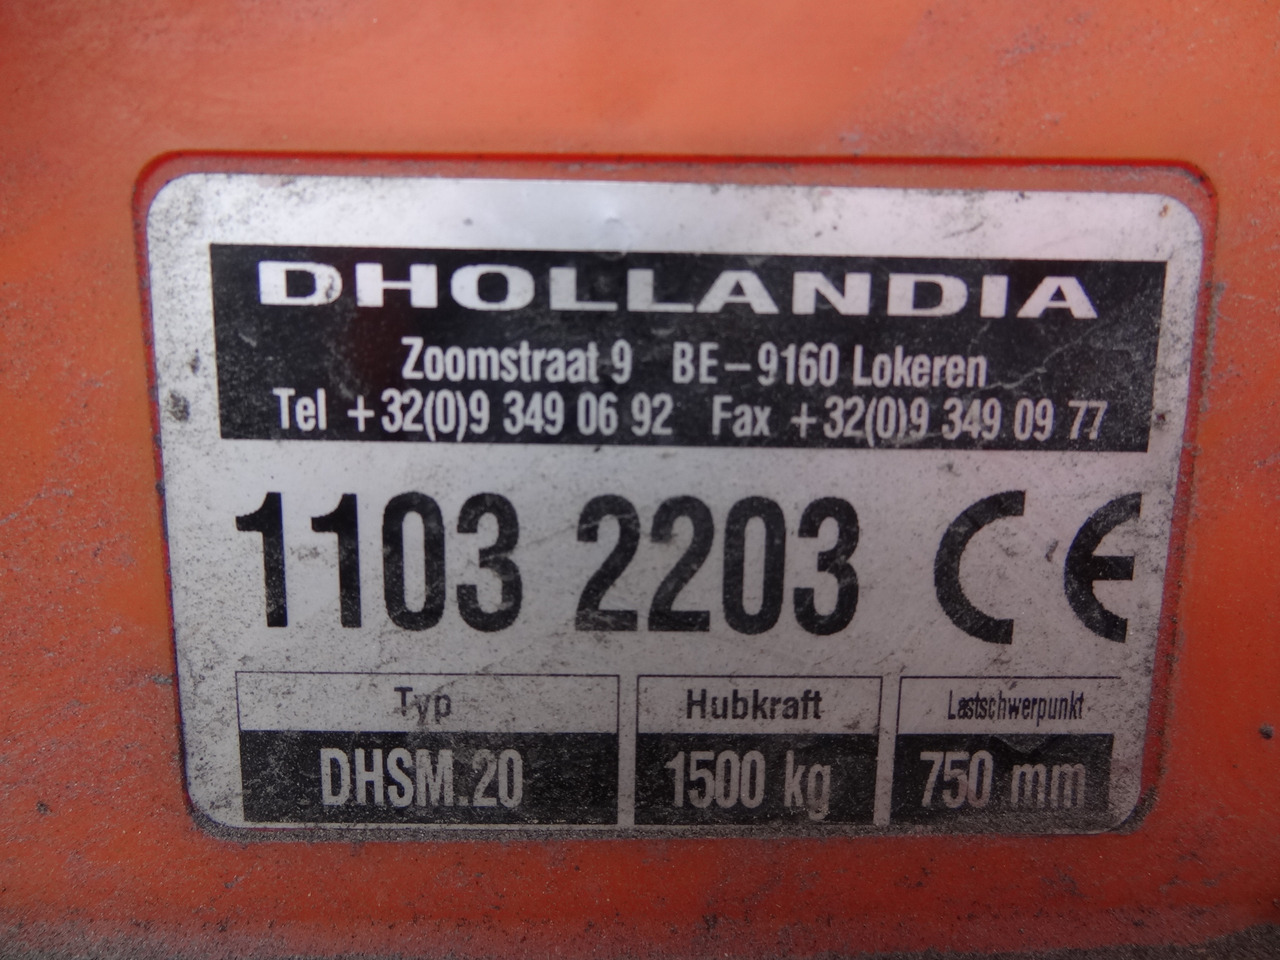 DHOLLANDIA
Zoomstraat 9 BE-9160 Lokeren
Tel +32(0)9 349 06 92 Fax +32(0)9 349 09 77
1103 2203 CE
Typ Hubkraft Lastschwerpunkt
DHSM.20 1500 kg 750 mm